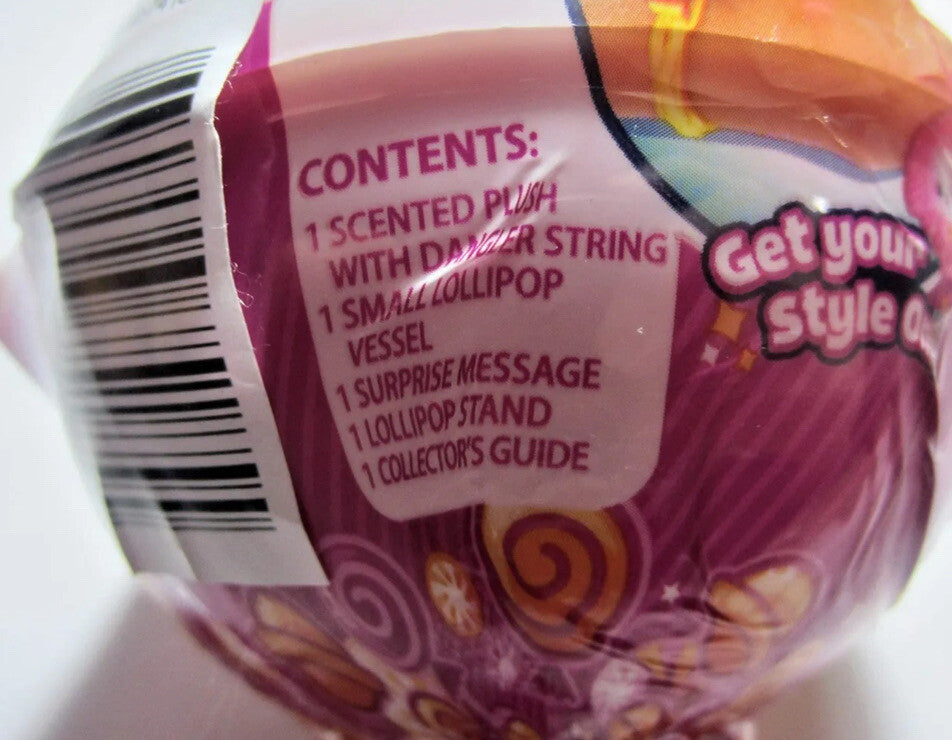 CONTENTS:
1 SCENTED PLUSH
WITH DANGLER STRING
1 SMALL LOLLIPOP
VESSEL
1 SURPRISE MESSAGE
1 LOLLIPOP STAND
1 COLLECTOR'S GUIDE
Get your
Style